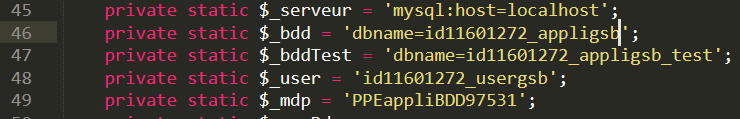 45 private static $_serveur = 'mysql:host=localhost';
46 private static $_bdd = 'dbname=id11601272_appligsb';
47 private static $_bddTest = 'dbname=id11601272_appligsb_test';
48 private static $_user = 'id11601272_usergsb';
49 private static $_mdp = 'PPEappliBDD97531';